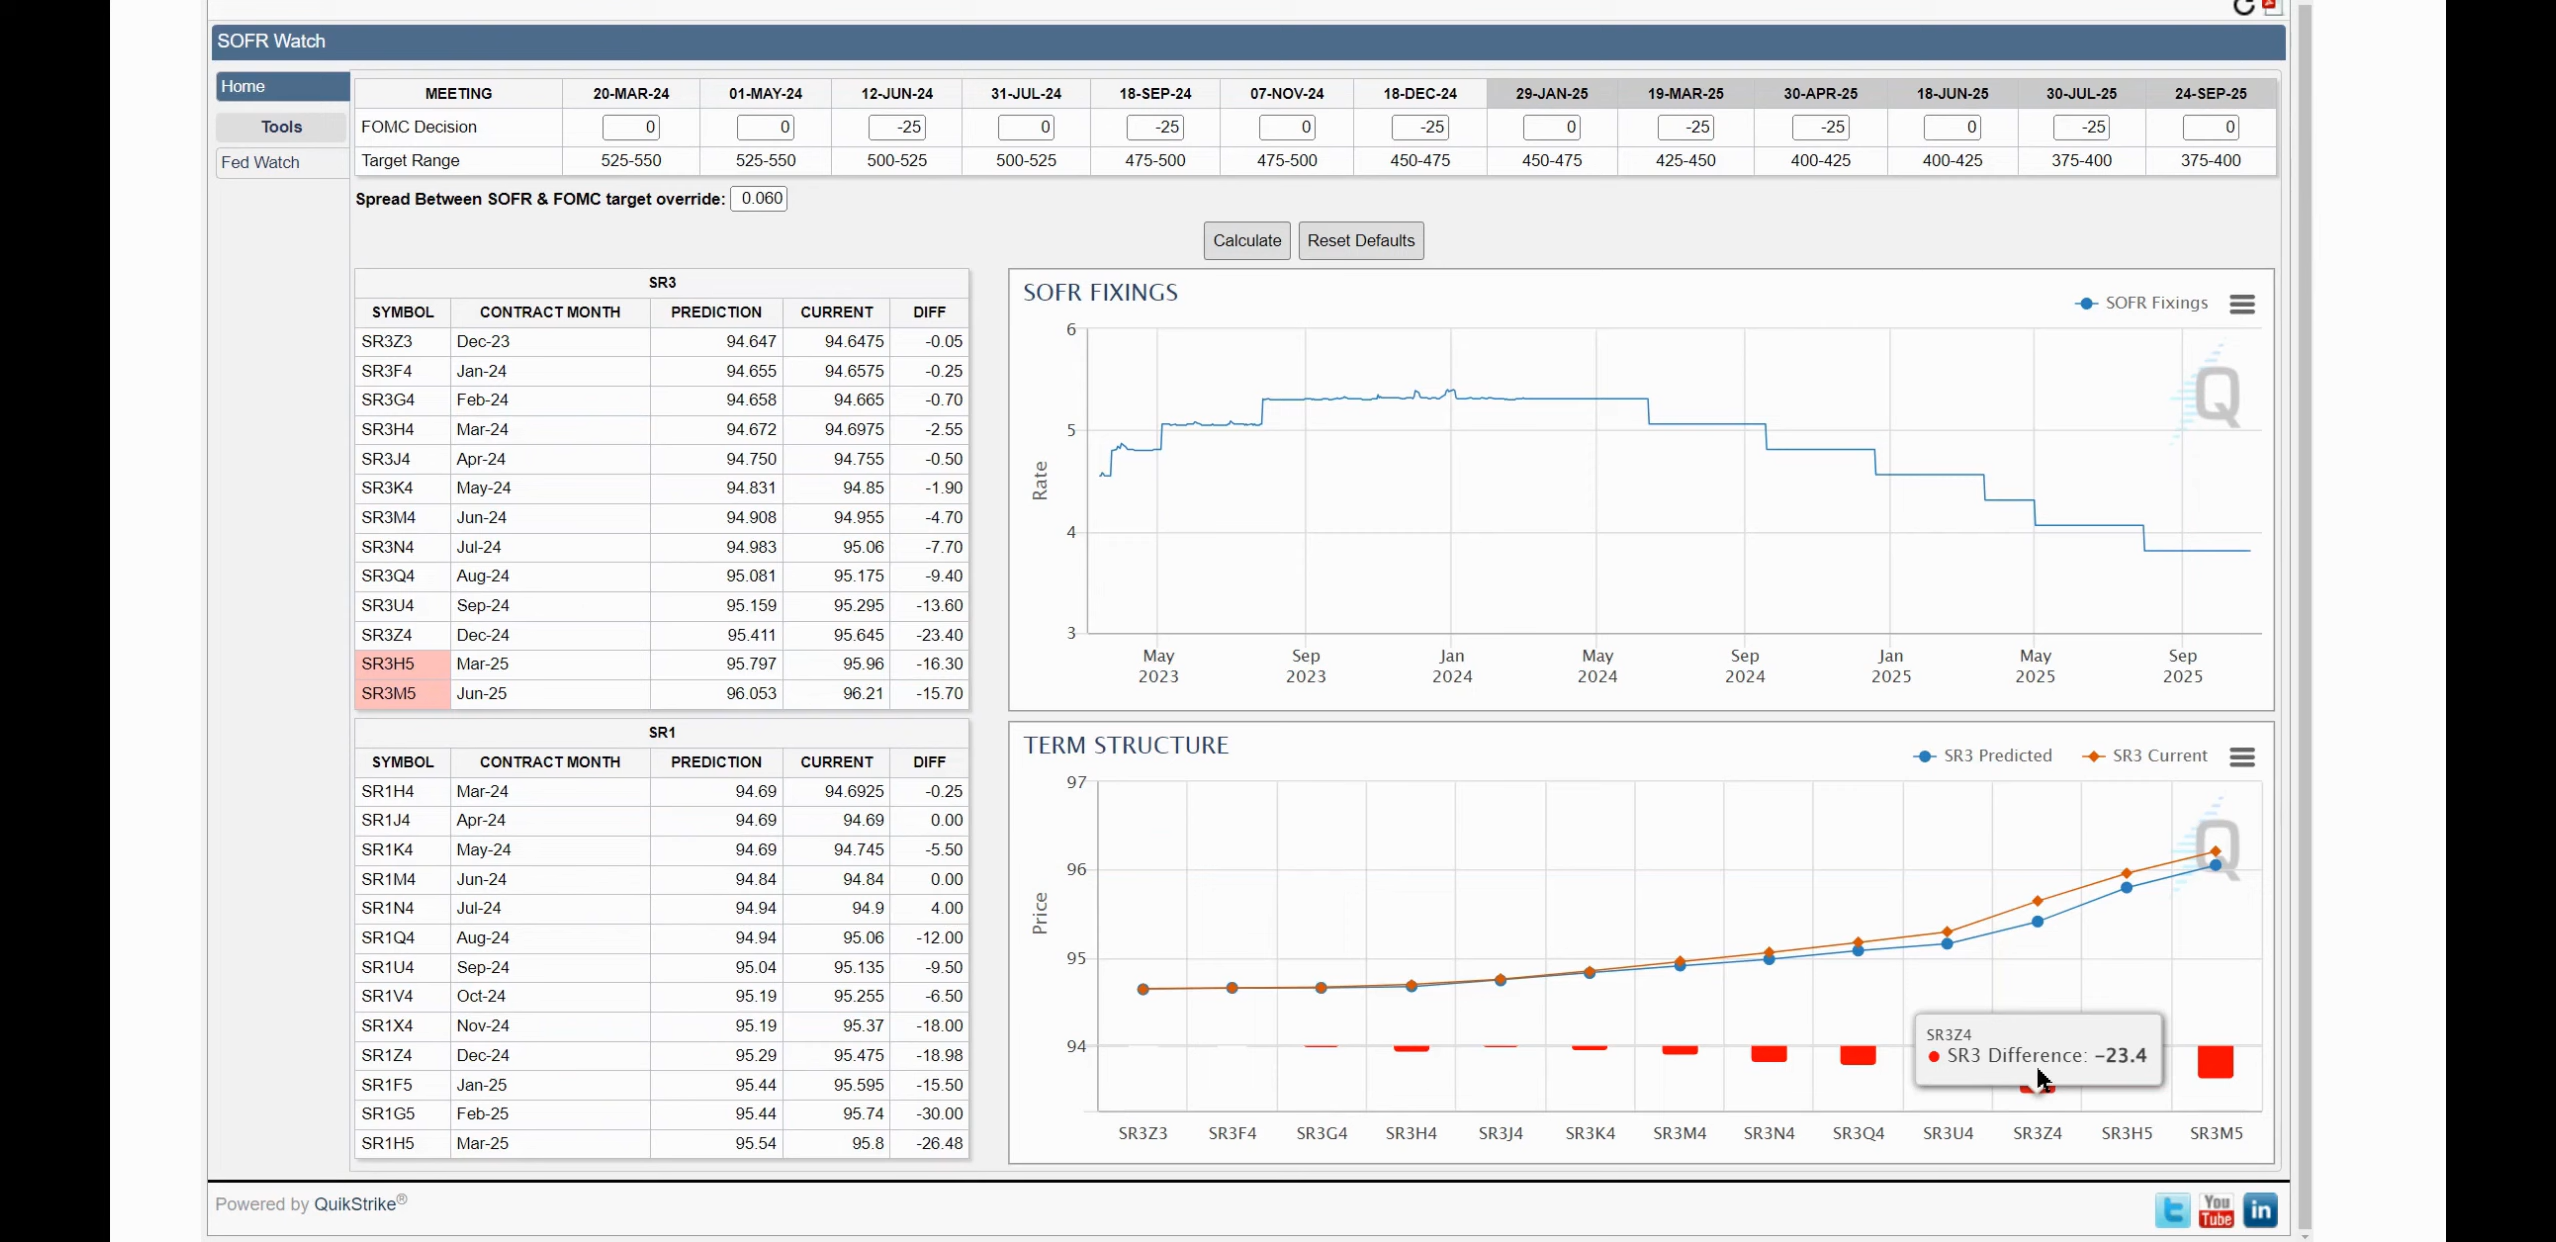 SOFR Watch
Home
Tools
Fed Watch
MEETING 20-MAR-24 01-MAY-24 12-JUN-24 31-JUL-24 18-SEP-24 07-NOV-24 18-DEC-24 29-JAN-25 19-MAR-25 30-APR-25 18-JUN-25 30-JUL-25 24-SEP-25
FOMC Decision 0 0 -25 0 -25 0 -25 0 -25 -25 0 -25 0
Target Range 525-550 525-550 500-525 500-525 475-500 475-500 450-475 450-475 425-450 400-425 400-425 375-400 375-400
Spread Between SOFR & FOMC target override: 0.060
Calculate Reset Defaults
SR3
SYMBOL CONTRACT MONTH PREDICTION CURRENT DIFF
SR3Z3 Dec-23 94.647 94.6475 -0.05
SR3F4 Jan-24 94.655 94.6575 -0.25
SR3G4 Feb-24 94.658 94.665 -0.70
SR3H4 Mar-24 94.672 94.6975 -2.55
SR3J4 Apr-24 94.750 94.755 -0.50
SR3K4 May-24 94.831 94.85 -1.90
SR3M4 Jun-24 94.908 94.955 -4.70
SR3N4 Jul-24 94.983 95.06 -7.70
SR3Q4 Aug-24 95.081 95.175 -9.40
SR3U4 Sep-24 95.159 95.295 -13.60
SR3Z4 Dec-24 95.411 95.645 -23.40
SR3H5 Mar-25 95.797 95.96 -16.30
SR3M5 Jun-25 96.053 96.21 -15.70
SR1
SYMBOL CONTRACT MONTH PREDICTION CURRENT DIFF
SR1H4 Mar-24 94.69 94.6925 -0.25
SR1J4 Apr-24 94.69 94.69 0.00
SR1K4 May-24 94.69 94.745 -5.50
SR1M4 Jun-24 94.84 94.84 0.00
SR1N4 Jul-24 94.94 94.9 4.00
SR1Q4 Aug-24 94.94 95.06 -12.00
SR1U4 Sep-24 95.04 95.135 -9.50
SR1V4 Oct-24 95.19 95.255 -6.50
SR1X4 Nov-24 95.19 95.37 -18.00
SR1Z4 Dec-24 95.29 95.475 -18.98
SR1F5 Jan-25 95.44 95.595 -15.50
SR1G5 Feb-25 95.44 95.74 -30.00
SR1H5 Mar-25 95.54 95.8 -26.48
SOFR FIXINGS
SOFR Fixings
6
5
4
3
Rate
Q
May Sep Jan May Sep Jan May Sep
2023 2023 2024 2024 2024 2025 2025 2025
TERM STRUCTURE
SR3 Predicted SR3 Current
97
96
95
94
Price
Q
SR3Z4
SR3 Difference: -23.4
SR3Z3 SR3F4 SR3G4 SR3H4 SR3J4 SR3K4 SR3M4 SR3N4 SR3Q4 SR3U4 SR3Z4 SR3H5 SR3M5
Powered by QuikStrike®
t You Tube in